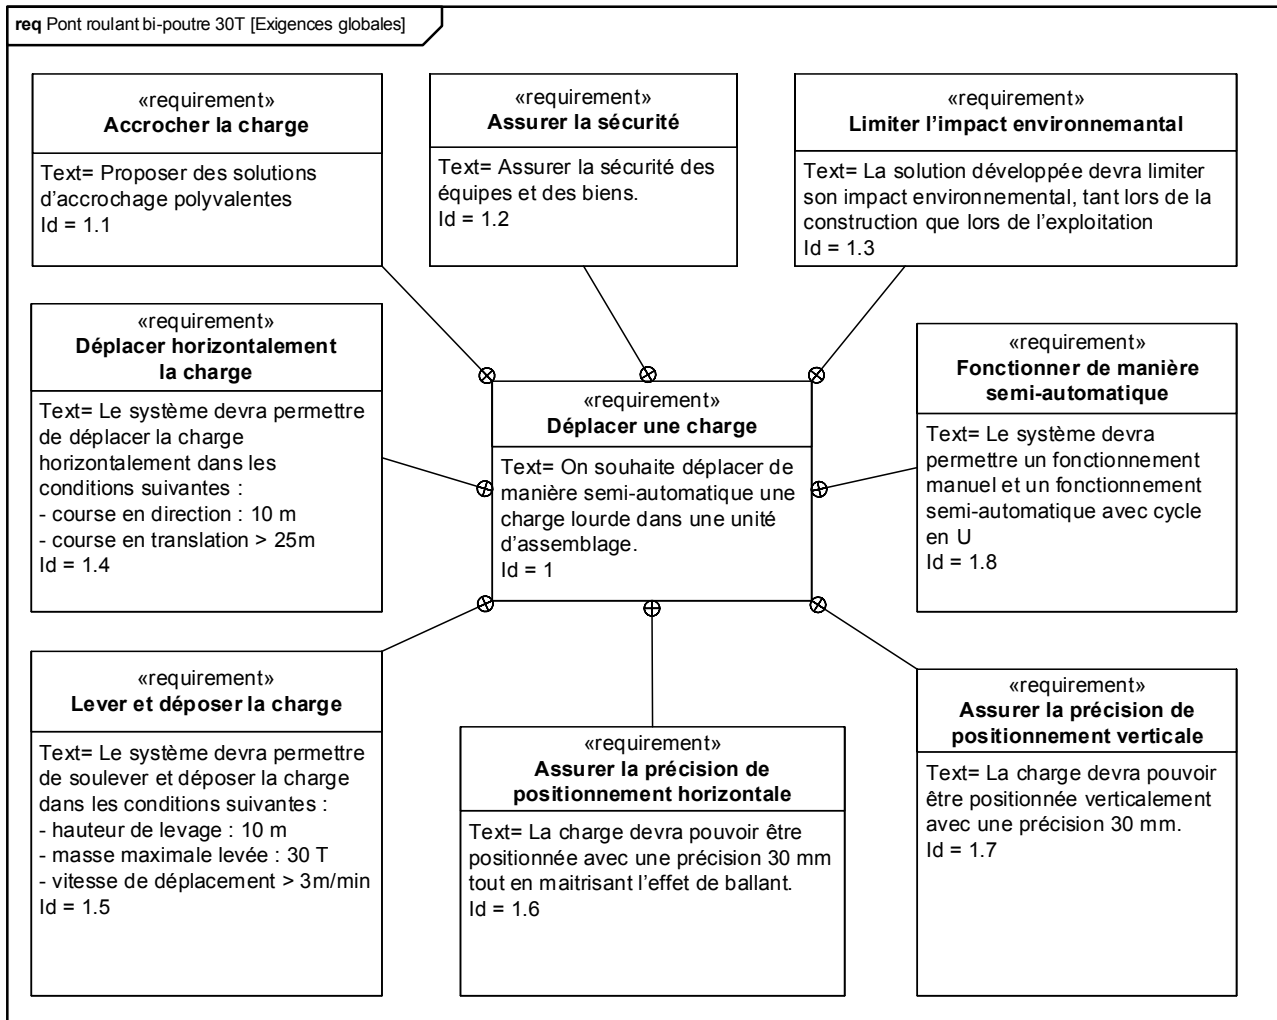 req Pont roulant bi-poutre 30T [Exigences globales]
«requirement»
Accrocher la charge
Text= Proposer des solutions
d’accrochage polyvalentes
Id = 1.1
«requirement»
Assurer la sécurité
Text= Assurer la sécurité des
équipes et des biens.
Id = 1.2
«requirement»
Limiter l’impact environnemantal
Text= La solution développée devra limiter
son impact environnemental, tant lors de la
construction que lors de l’exploitation
Id = 1.3
«requirement»
Déplacer horizontalement
la charge
Text= Le système devra permettre
de déplacer la charge
horizontalement dans les
conditions suivantes :
- course en direction : 10 m
- course en translation > 25m
Id = 1.4
«requirement»
Déplacer une charge
Text= On souhaite déplacer de
manière semi-automatique une
charge lourde dans une unité
d’assemblage.
Id = 1
«requirement»
Fonctionner de manière
semi-automatique
Text= Le système devra
permettre un fonctionnement
manuel et un fonctionnement
semi-automatique avec cycle
en U
Id = 1.8
«requirement»
Lever et déposer la charge
Text= Le système devra permettre
de soulever et déposer la charge
dans les conditions suivantes :
- hauteur de levage : 10 m
- masse maximale levée : 30 T
- vitesse de déplacement > 3m/min
Id = 1.5
«requirement»
Assurer la précision de
positionnement horizontale
Text= La charge devra pouvoir être
positionnée avec une précision 30 mm
tout en maitrisant l’effet de ballant.
Id = 1.6
«requirement»
Assurer la précision de
positionnement verticale
Text= La charge devra pouvoir
être positionnée verticalement
avec une précision 30 mm.
Id = 1.7